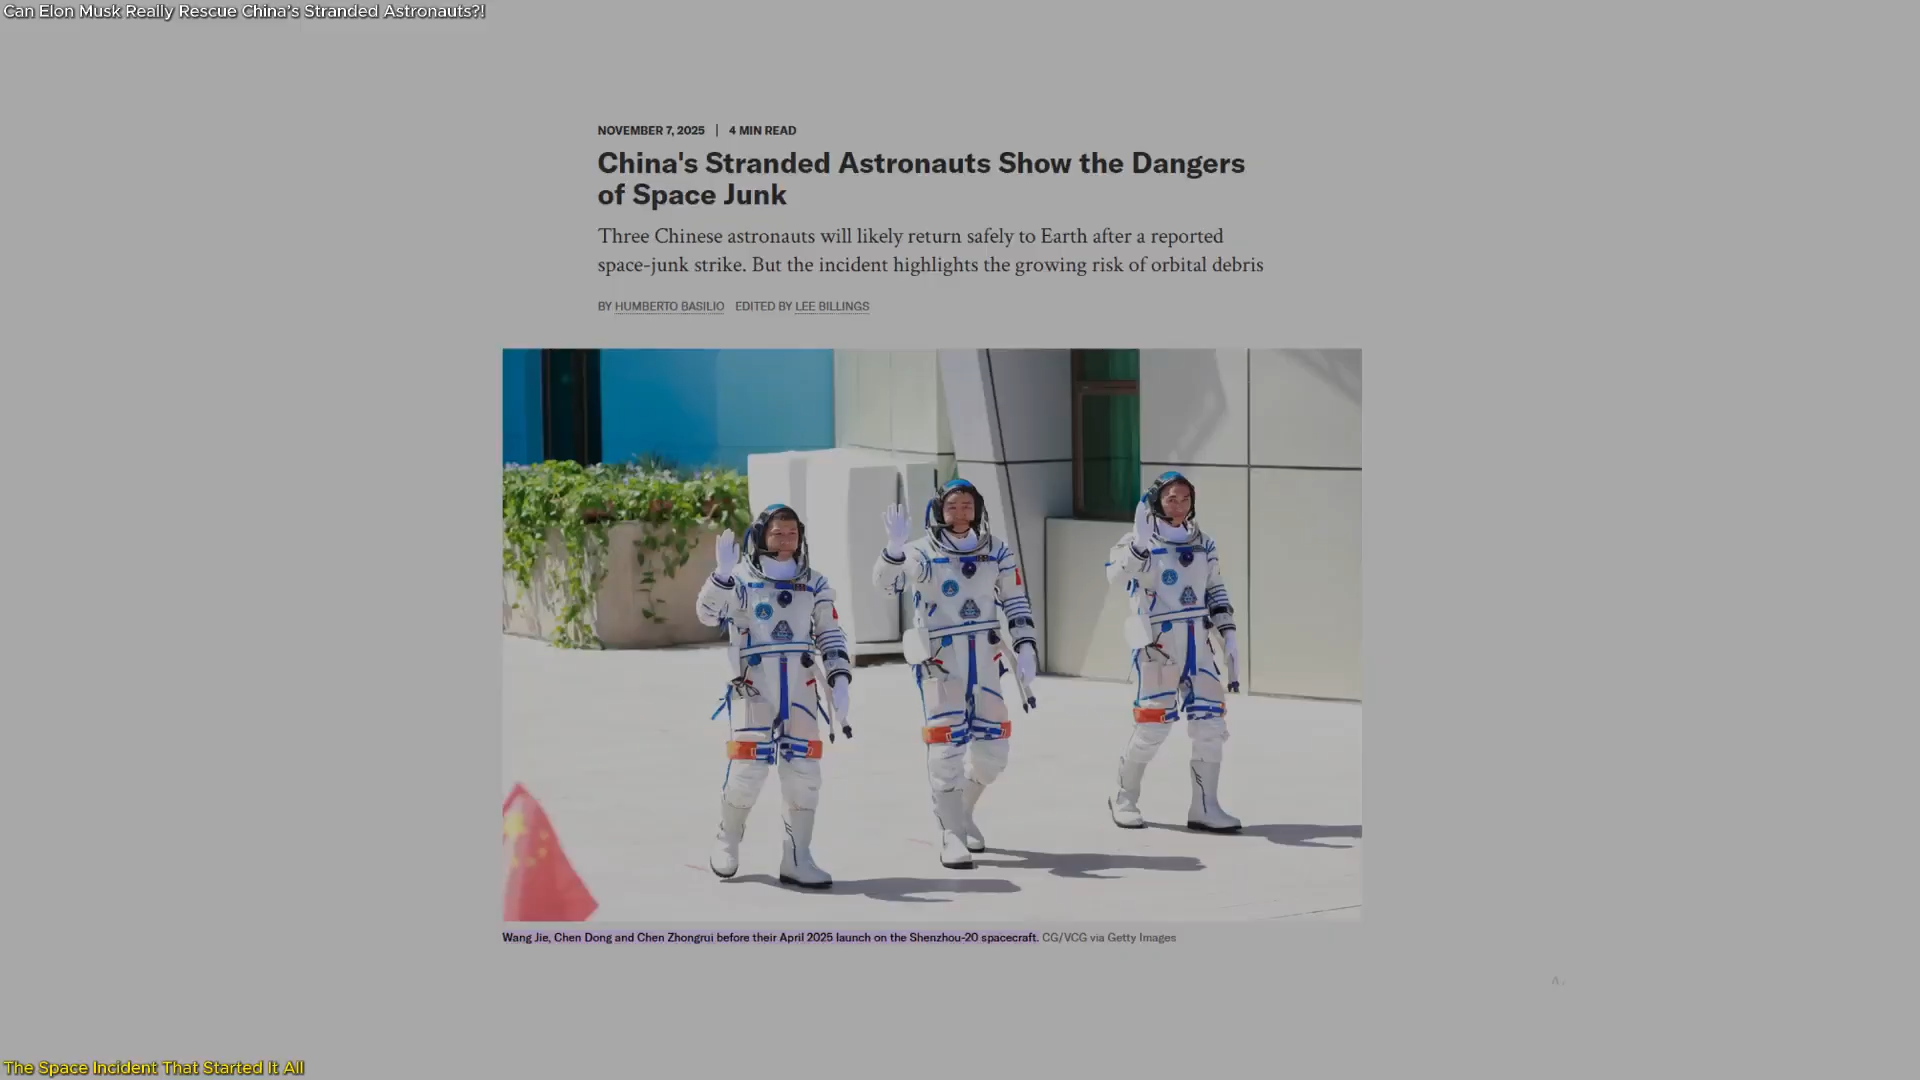 Can Elon Musk Really Rescue China's Stranded Astronauts?!
NOVEMBER 7, 2025 | 4 MIN READ
China's Stranded Astronauts Show the Dangers
of Space Junk
Three Chinese astronauts will likely return safely to Earth after a reported
space-junk strike. But the incident highlights the growing risk of orbital debris
BY HUMBERTO BASILIO EDITED BY LEE BILLINGS
Wang Jie, Chen Dong and Chen Zhongrui before their April 2025 launch on the Shenzhou-20 spacecraft. CG/VCG via Getty Images
The Space Incident That Started It All